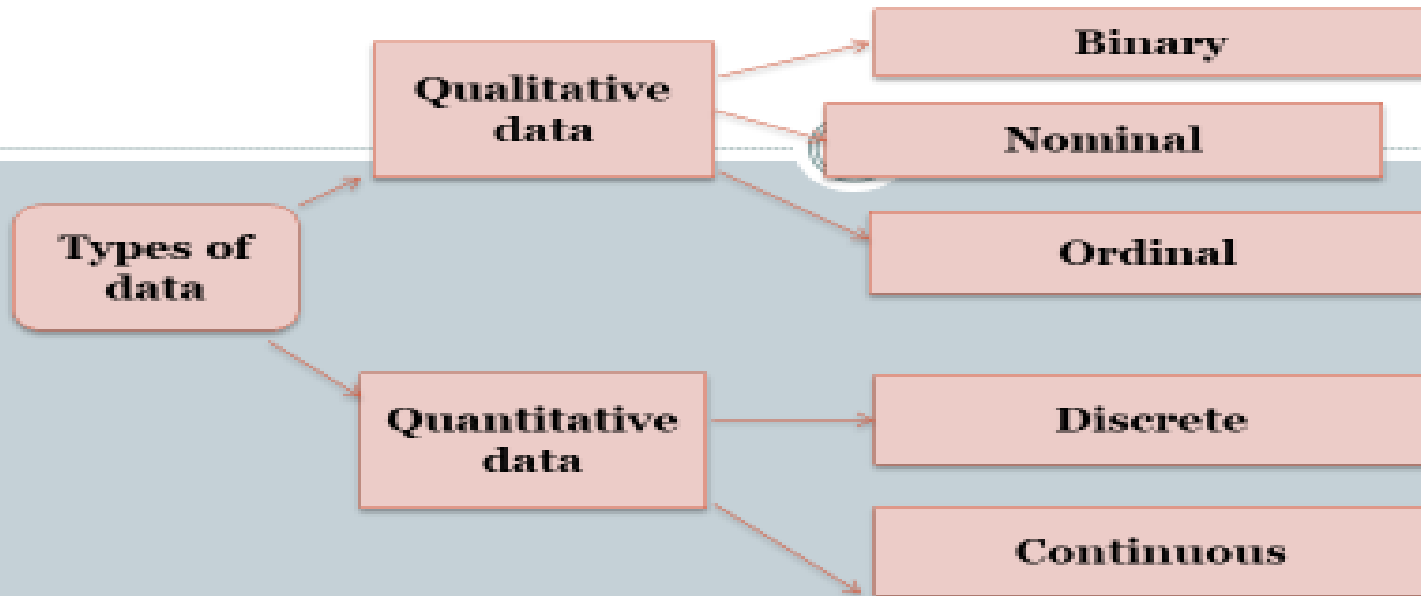 Binary
Qualitative
data
Nominal
Types of
data
Ordinal
Quantitative
data
Discrete
Continuous